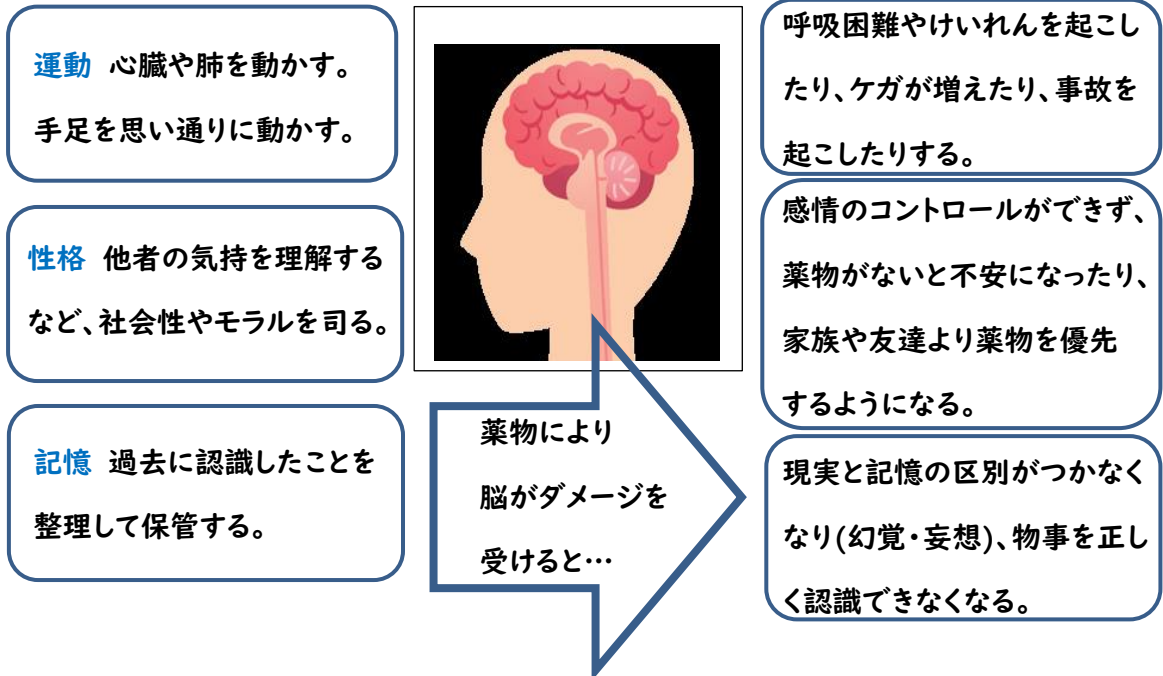 運動 心臓や肺を動かす。
手足を思い通りに動かす。
性格 他者の気持を理解する
など、社会性やモラルを司る。
記憶 過去に認識したことを
整理して保管する。
薬物により
脳がダメージを
受けると…
呼吸困難やけいれんを起こし
たり、ケガが増えたり、事故を
起こしたりする。
感情のコントロールができず、
薬物がないと不安になったり、
家族や友達より薬物を優先
するようになる。
現実と記憶の区別がつかなく
なり(幻覚・妄想)、物事を正し
く認識できなくなる。